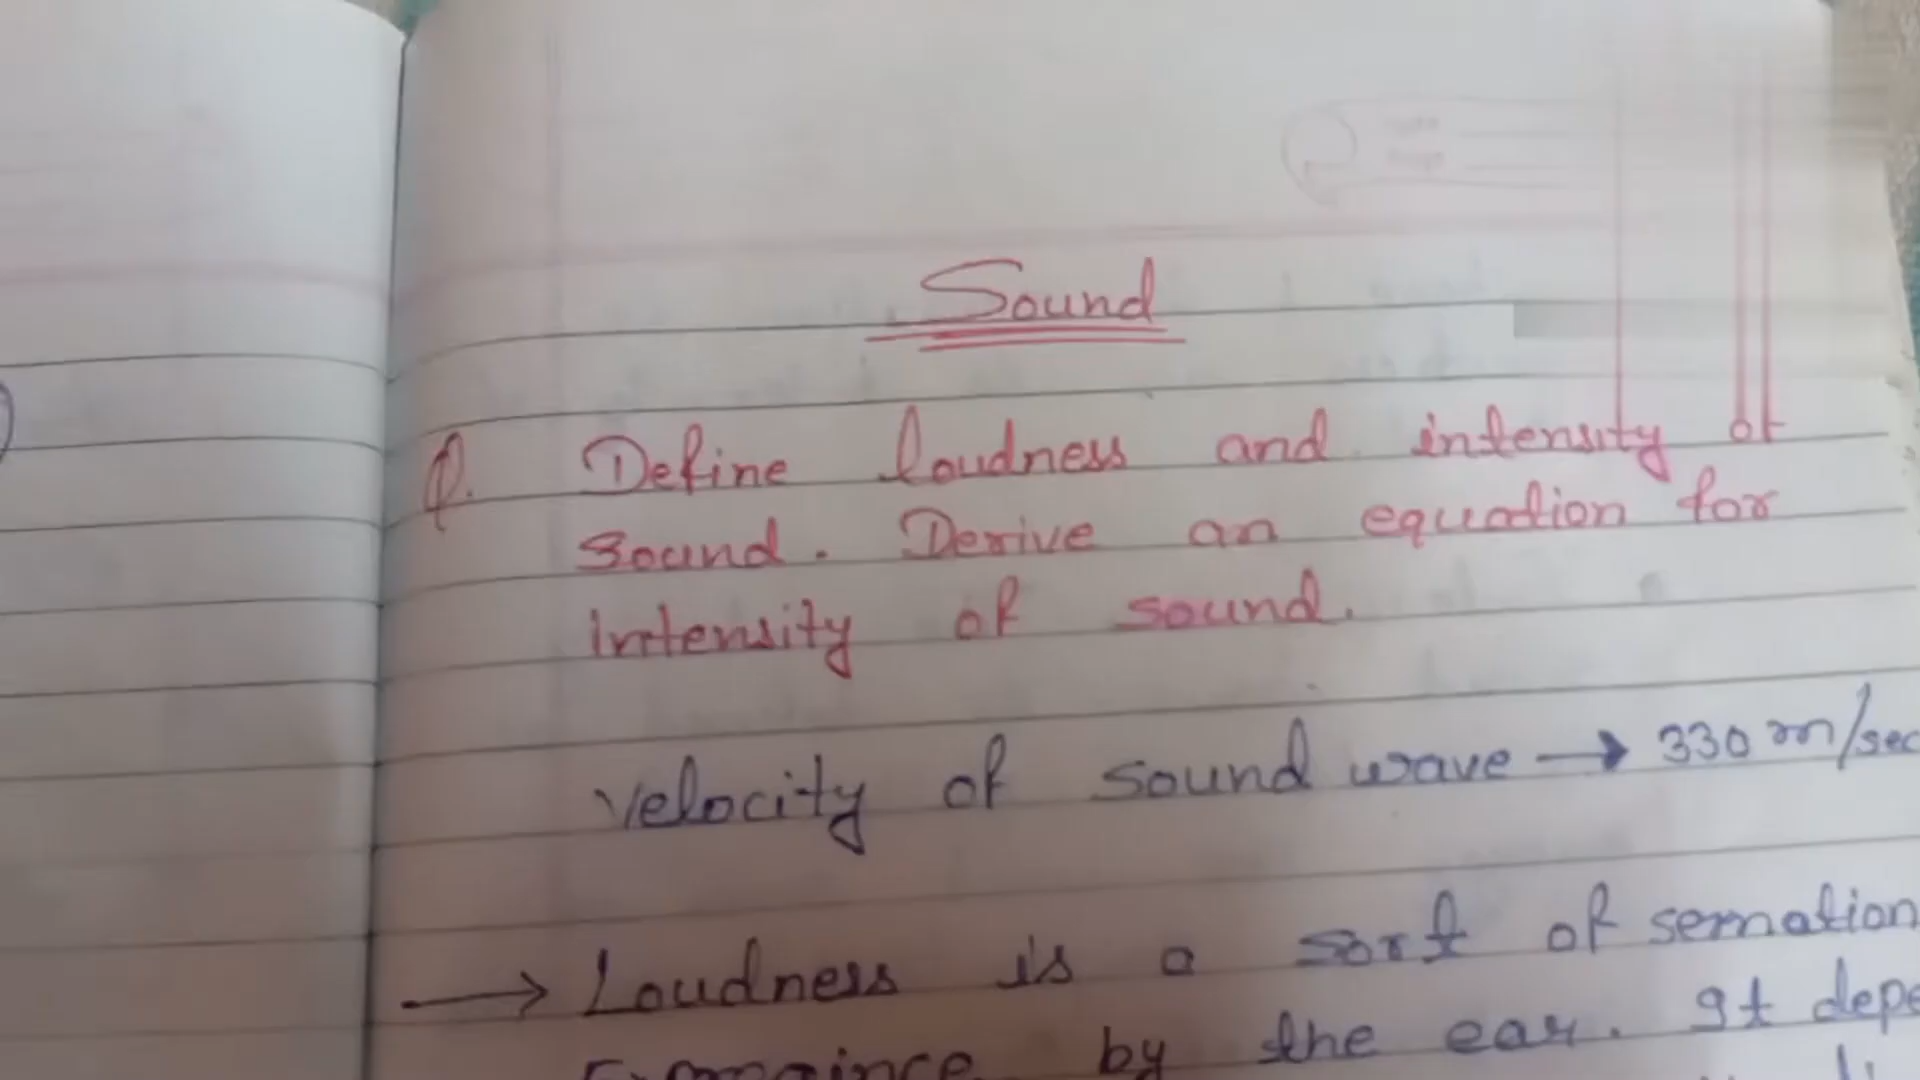 Sound
Q. Define loudness and intensity of
sound. Derive an equation for
intensity of sound.
Velocity of sound wave → 330 m/sec
→ Loudness is a sort of sensation
by the ear. It depe